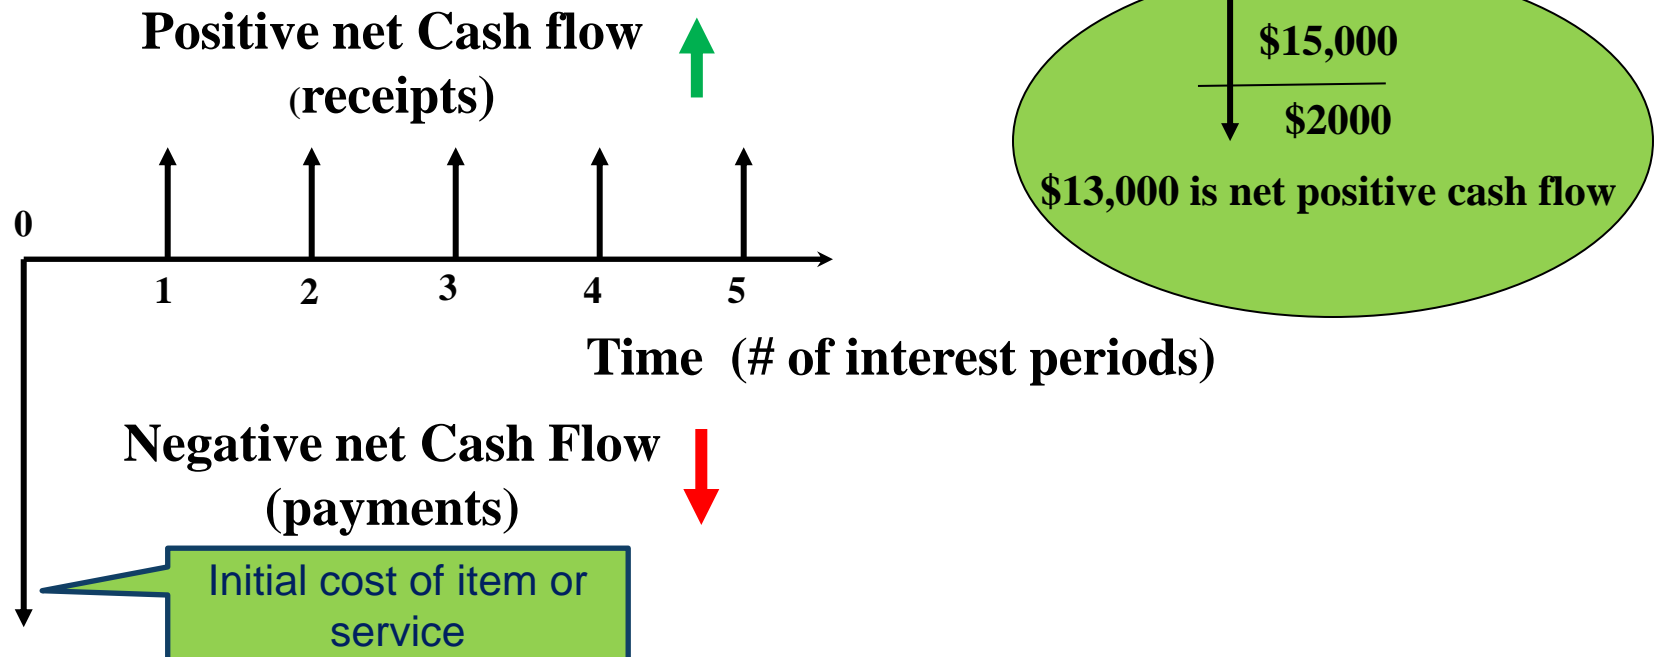 Positive net Cash flow
(receipts)
$15,000
$2000
$13,000 is net positive cash flow
0
1 2 3 4 5
Time (# of interest periods)
Negative net Cash Flow
(payments)
Initial cost of item or
service